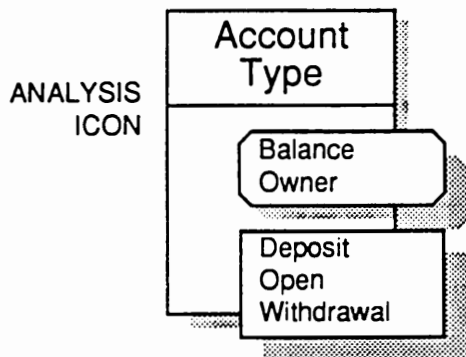 ANALYSIS
ICON
Account
Type
Balance
Owner
Deposit
Open
Withdrawal